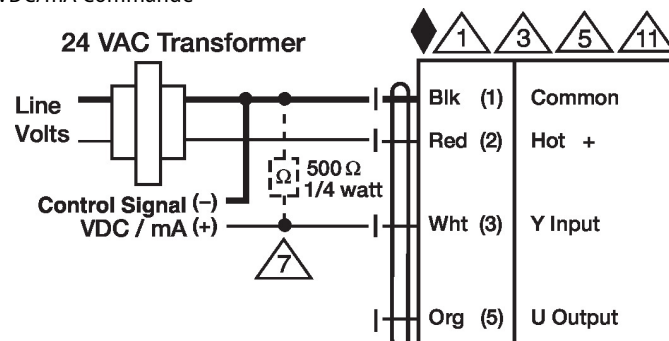 VDC/mA Commande
24 VAC Transformer
1 3 5 11
Line
Volts
Blk (1) Common
Red (2) Hot +
Ω 500 Ω
1/4 watt
Control Signal (–)
VDC / mA (+)
Wht (3) Y Input
7
Org (5) U Output